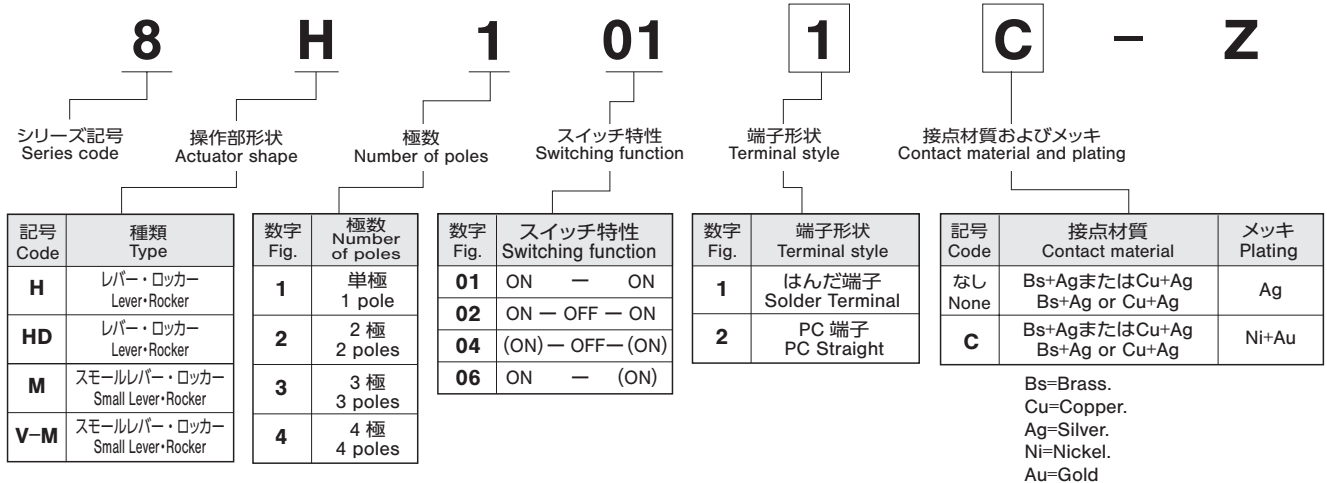 8 H 1 01 1 C − Z
シリーズ記号
Series code
操作部形状
Actuator shape
極数
Number of poles
スイッチ特性
Switching function
端子形状
Terminal style
接点材質およびメッキ
Contact material and plating
記号 種類
Code Type
H レバー・ロッカー
Lever・Rocker
HD レバー・ロッカー
Lever・Rocker
M スモールレバー・ロッカー
Small Lever・Rocker
V−M スモールレバー・ロッカー
Small Lever・Rocker
数字 極数
Fig. Number
of poles
1 単極
1 pole
2 2 極
2 poles
3 3 極
3 poles
4 4 極
4 poles
数字 スイッチ特性
Fig. Switching function
01 ON − ON
02 ON − OFF − ON
04 (ON) − OFF − (ON)
06 ON − (ON)
数字 端子形状
Fig. Terminal style
1 はんだ端子
Solder Terminal
2 PC 端子
PC Straight
記号 接点材質 メッキ
Code Contact material Plating
なし Bs+AgまたはCu+Ag Ag
None Bs+Ag or Cu+Ag
C Bs+AgまたはCu+Ag Ni+Au
Bs+Ag or Cu+Ag
Bs=Brass.
Cu=Copper.
Ag=Silver.
Ni=Nickel.
Au=Gold